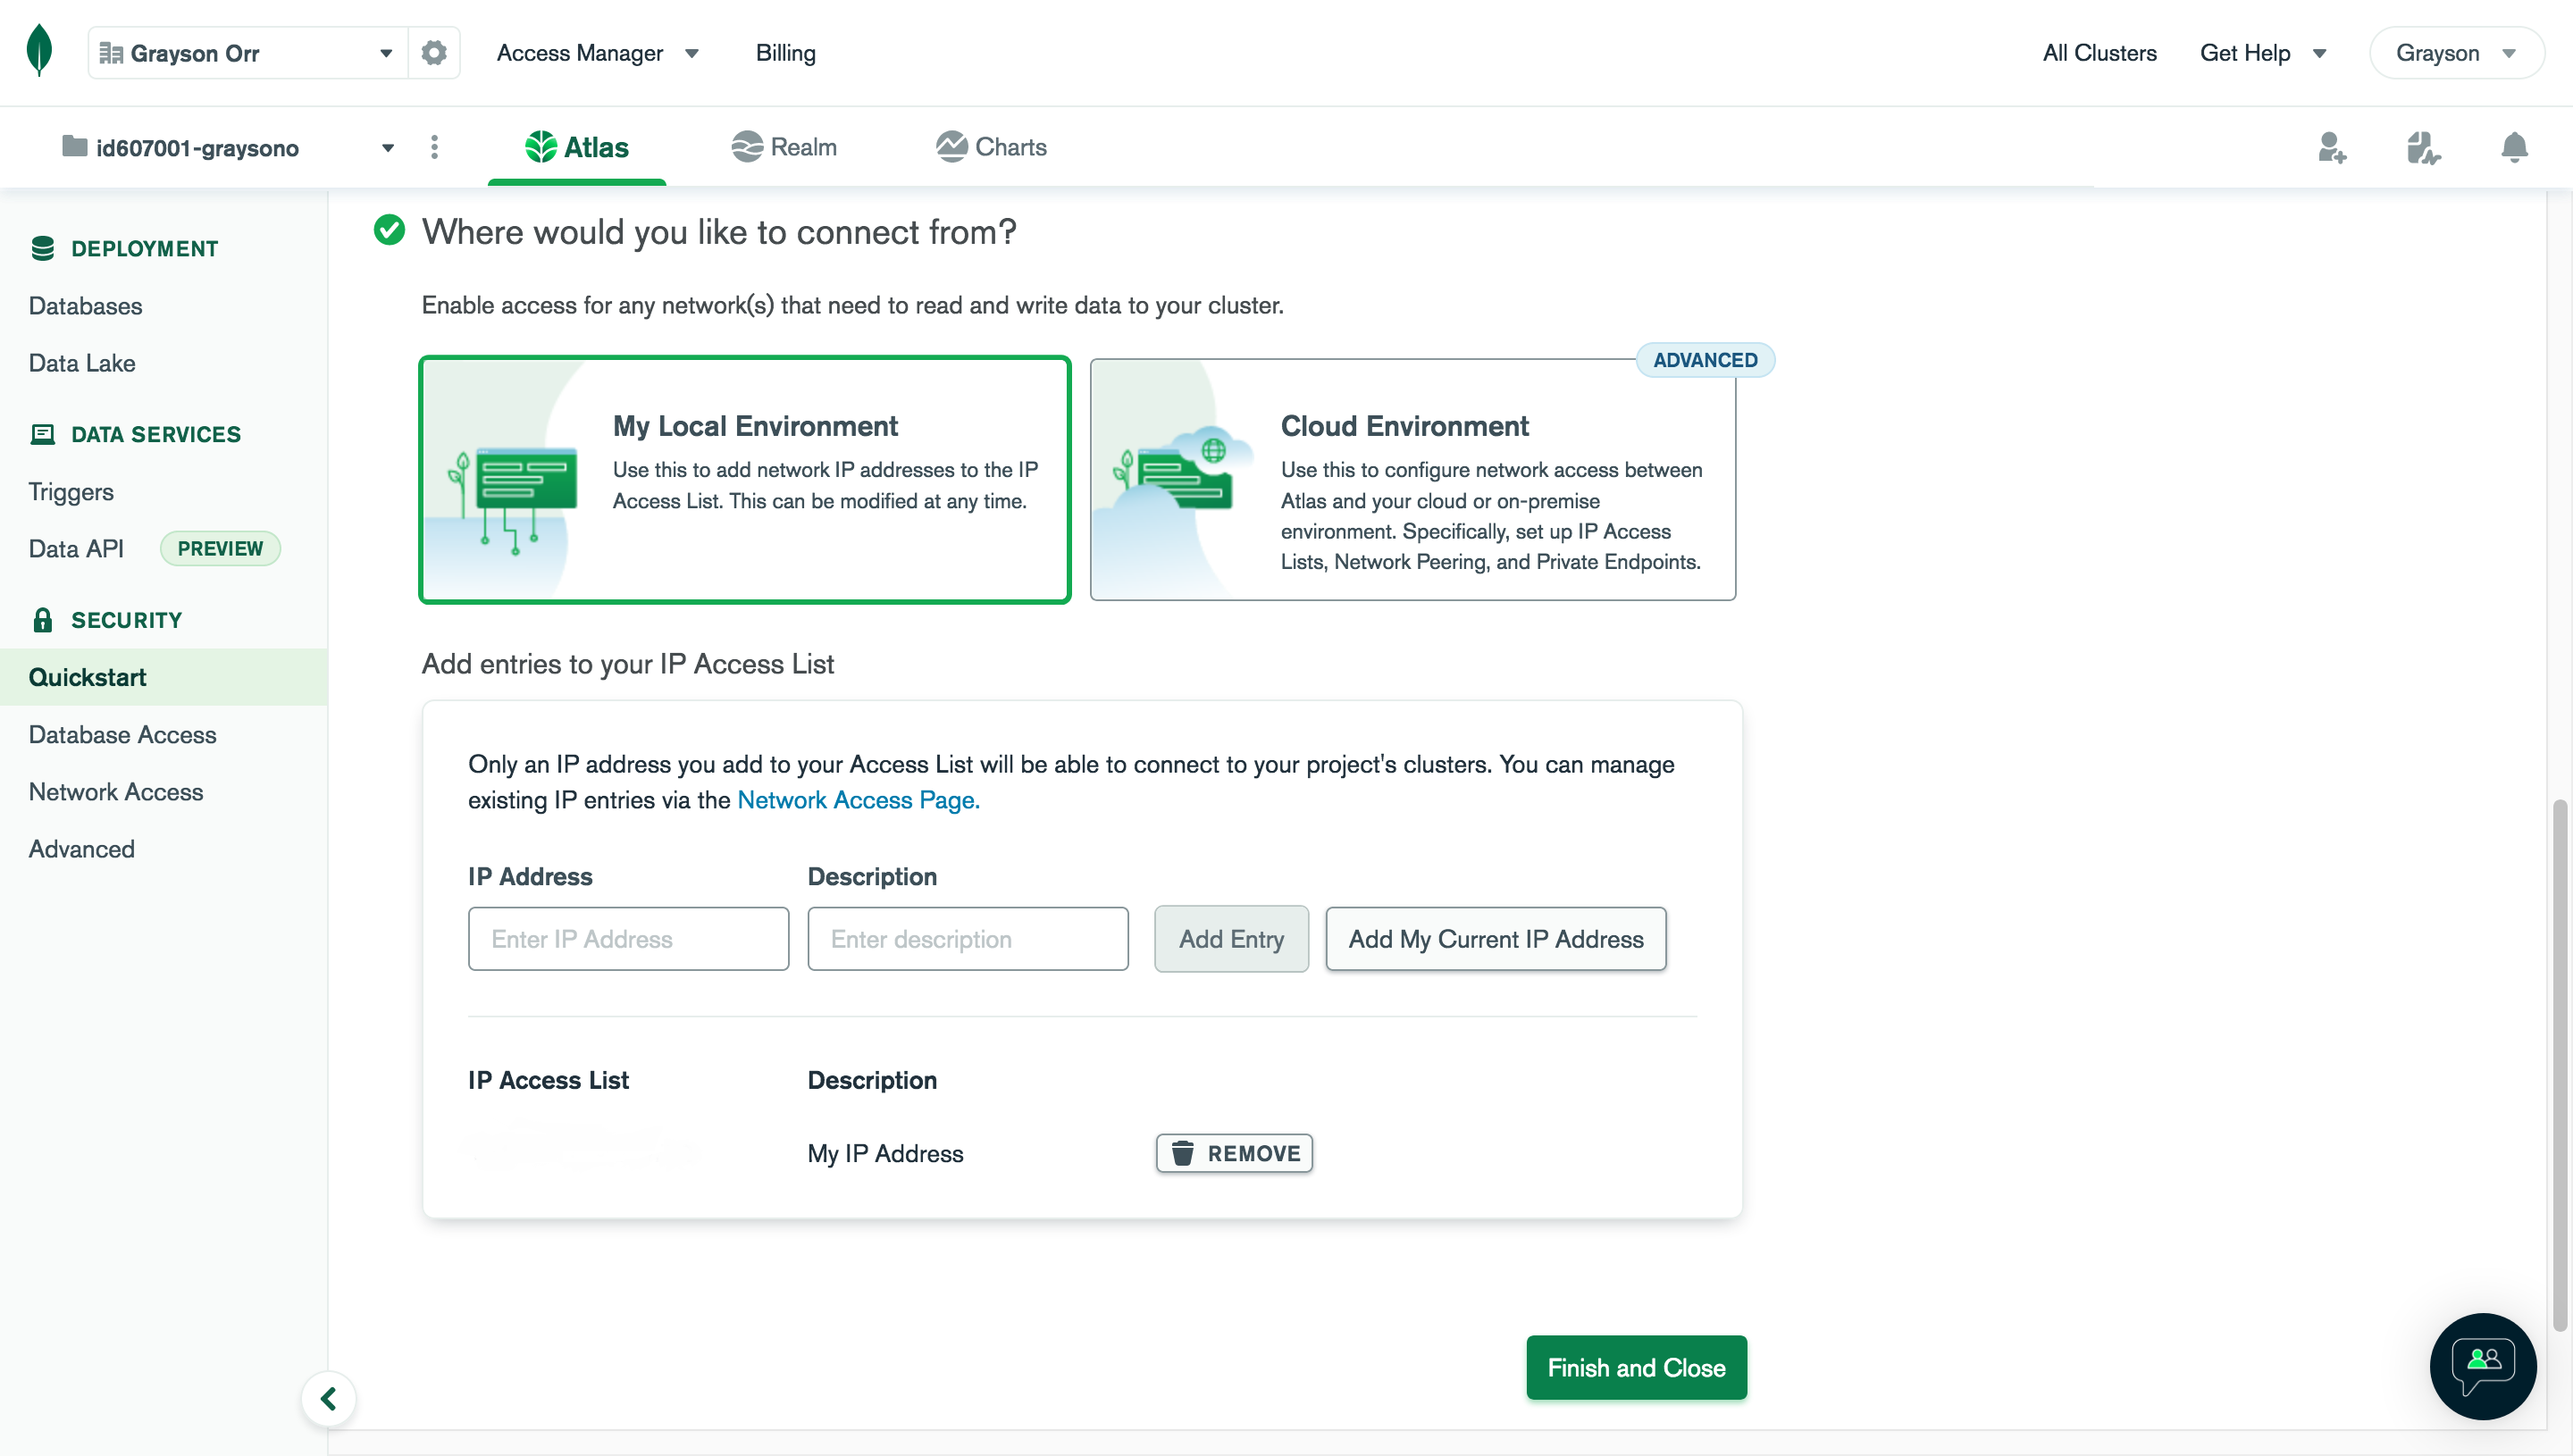 Grayson Orr
Access Manager
Billing
All Clusters
Get Help
Grayson
id607001-graysono
Atlas
Realm
Charts
DEPLOYMENT
Databases
Data Lake
DATA SERVICES
Triggers
Data API PREVIEW
SECURITY
Quickstart
Database Access
Network Access
Advanced
Where would you like to connect from?
Enable access for any network(s) that need to read and write data to your cluster.
My Local Environment
Use this to add network IP addresses to the IP
Access List. This can be modified at any time.
ADVANCED
Cloud Environment
Use this to configure network access between
Atlas and your cloud or on-premise
environment. Specifically, set up IP Access
Lists, Network Peering, and Private Endpoints.
Add entries to your IP Access List
Only an IP address you add to your Access List will be able to connect to your project's clusters. You can manage
existing IP entries via the Network Access Page.
IP Address
Description
Enter IP Address
Enter description
Add Entry
Add My Current IP Address
IP Access List
Description
My IP Address
REMOVE
Finish and Close